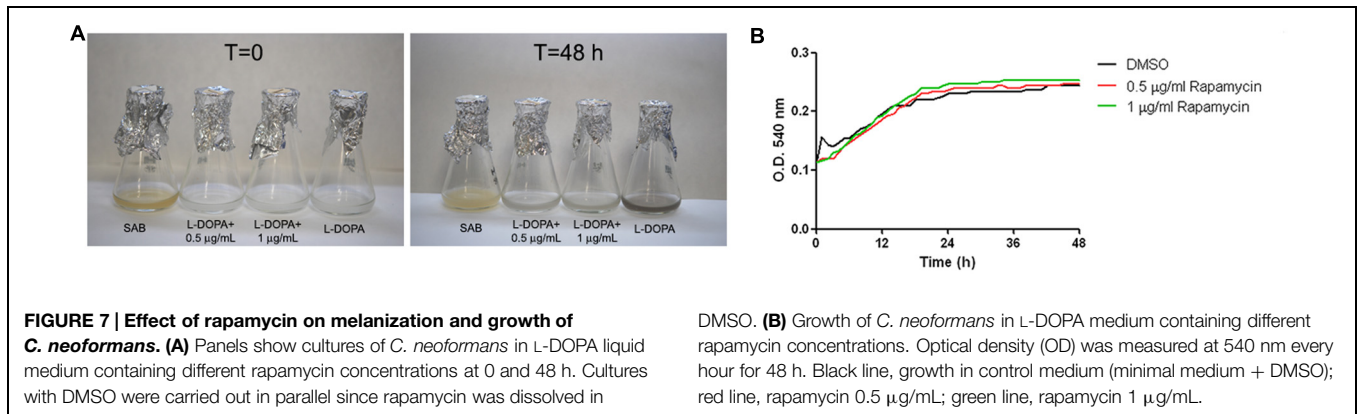 A
T=0
T=48 h
SAB
L-DOPA+
0.5 μg/mL
L-DOPA+
1 μg/mL
L-DOPA
SAB
L-DOPA+
0.5 μg/mL
L-DOPA+
1 μg/mL
L-DOPA
B
0.3
0.2
0.1
0.0
O.D. 540 nm
0
12
24
36
48
Time (h)
DMSO
0.5 μg/ml Rapamycin
1 μg/ml Rapamycin
FIGURE 7 | Effect of rapamycin on melanization and growth of
C. neoformans. (A) Panels show cultures of C. neoformans in L-DOPA liquid
medium containing different rapamycin concentrations at 0 and 48 h. Cultures
with DMSO were carried out in parallel since rapamycin was dissolved in
DMSO. (B) Growth of C. neoformans in L-DOPA medium containing different
rapamycin concentrations. Optical density (OD) was measured at 540 nm every
hour for 48 h. Black line, growth in control medium (minimal medium + DMSO);
red line, rapamycin 0.5 μg/mL; green line, rapamycin 1 μg/mL.